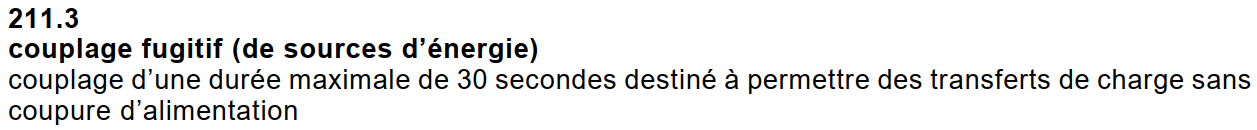 211.3
couplage fugitif (de sources d’énergie)
couplage d’une durée maximale de 30 secondes destiné à permettre des transferts de charge sans
coupure d’alimentation